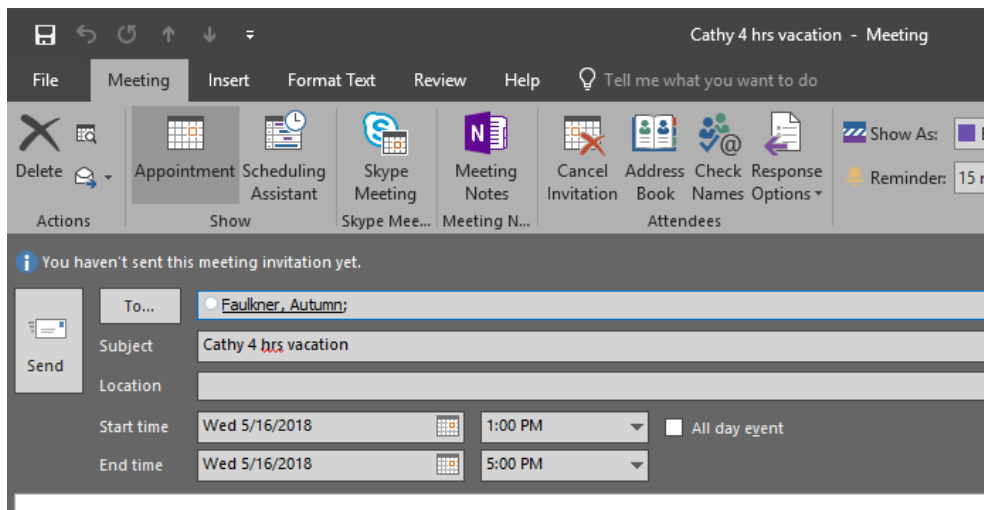 Cathy 4 hrs vacation - Meeting
File Meeting Insert Format Text Review Help Tell me what you want to do
Delete Appointment Scheduling Assistant Skype Meeting Meeting Notes Cancel Invitation Address Book Check Names Response Options Show As:
Reminder: 15
Actions Show Skype Mee... Meeting N... Attendees
You haven't sent this meeting invitation yet.
To... Faulkner, Autumn;
Send
Subject Cathy 4 hrs vacation
Location
Start time Wed 5/16/2018 1:00 PM All day event
End time Wed 5/16/2018 5:00 PM